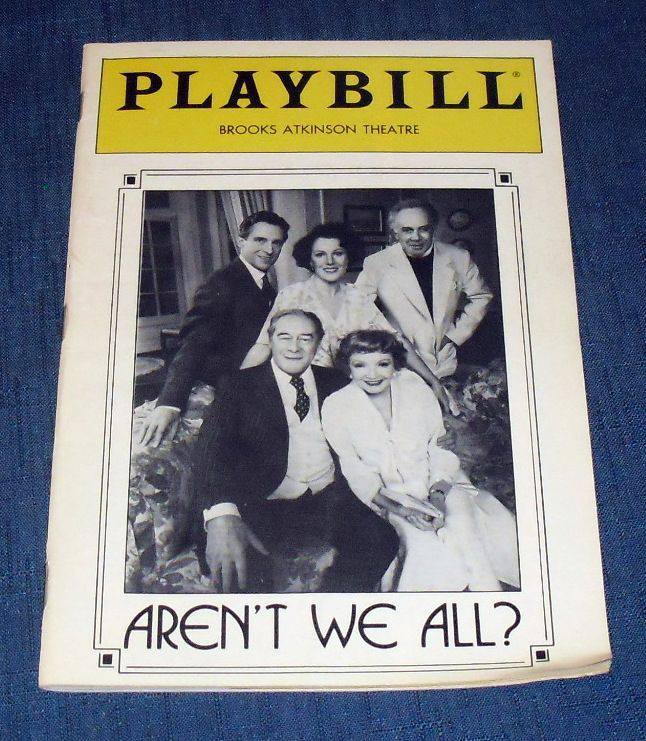 PLAYBILL®
BROOKS ATKINSON THEATRE
AREN'T WE ALL?